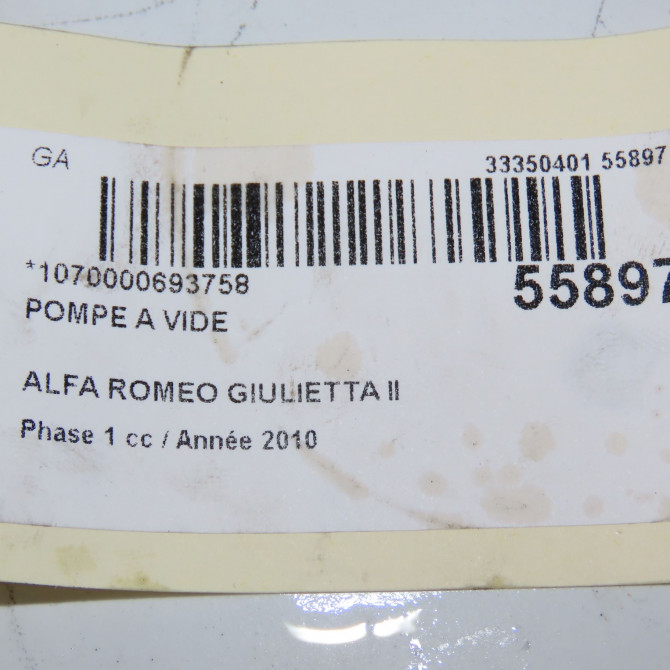 GA
33350401 55897
*1070000693758
55897
POMPE A VIDE
ALFA ROMEO GIULIETTA II
Phase 1 cc / Année 2010